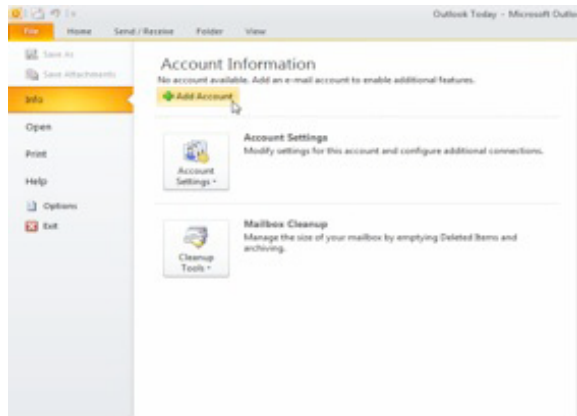 Outlook Today - Microsoft Outlo
File Home Send / Receive Folder View
Save As
Save Attachments
Info
Open
Print
Help
Options
Exit
Account Information
No account available. Add an e-mail account to enable additional features.
Add Account
Account Settings
Modify settings for this account and configure additional connections.
Account
Settings
Mailbox Cleanup
Manage the size of your mailbox by emptying Deleted Items and
archiving.
Cleanup
Tools